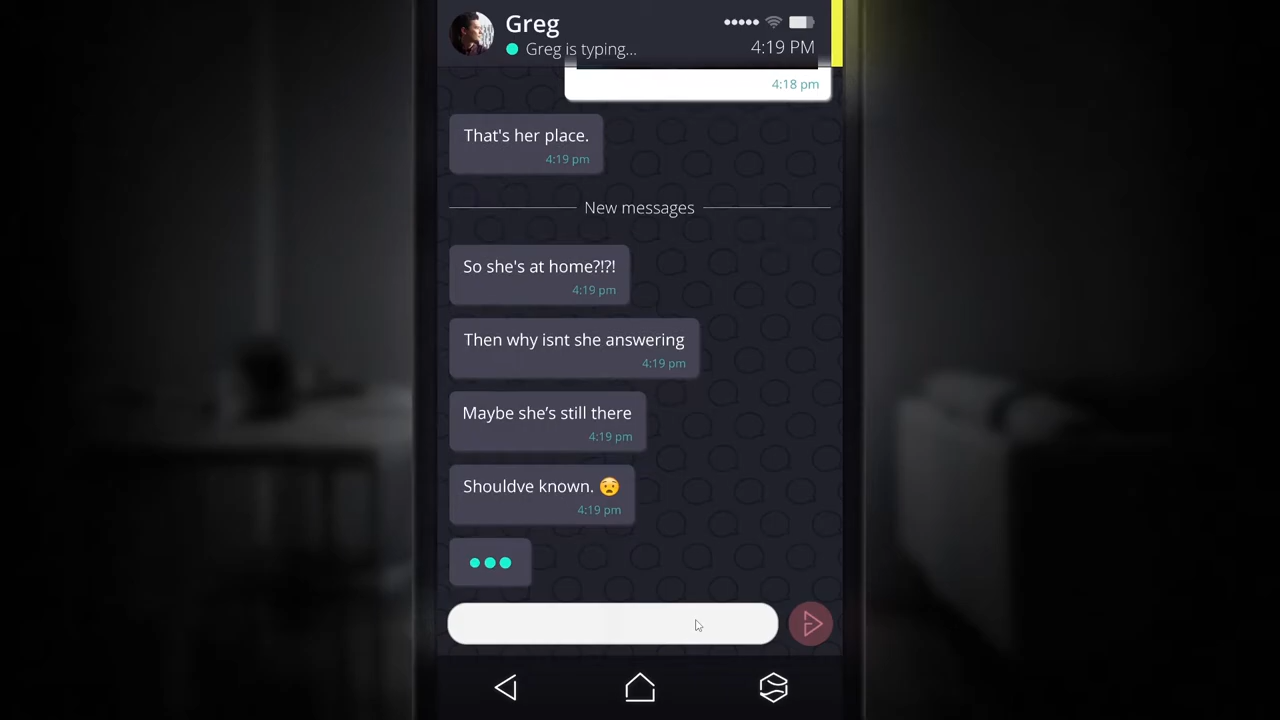 Greg
Greg is typing...
4:19 PM
4:18 pm
That's her place.
4:19 pm
New messages
So she's at home?!?!
4:19 pm
Then why isnt she answering
4:19 pm
Maybe she’s still there
4:19 pm
Shouldve known. 😟
4:19 pm